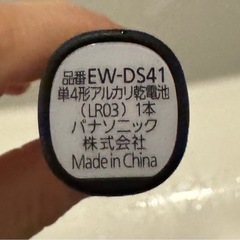 品番EW-DS41
単4形アルカリ乾電池
(LR03) 1本
パナソニック
株式会社
Made in China